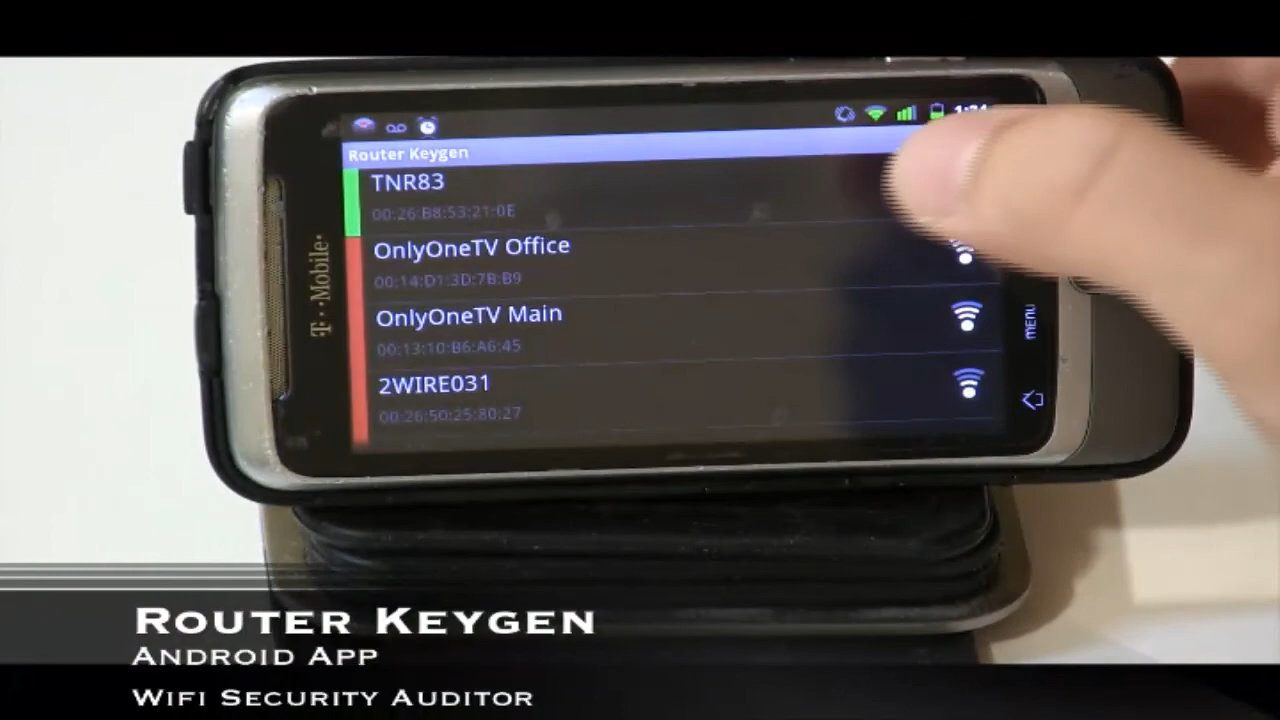 Router Keygen
TNR83
00:26:B8:53:21:0E
OnlyOneTV Office
00:14:D1:3D:7B:B9
OnlyOneTV Main
00:13:10:B6:A6:45
2WIRE031
00:26:50:25:80:27
T··Mobile·
MENU
ROUTER KEYGEN
ANDROID APP
WIFI SECURITY AUDITOR